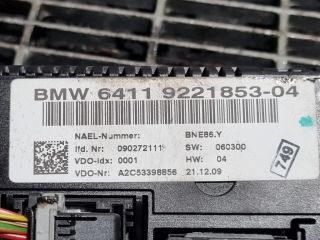 BMW 6411 9221853-04
NAEL-Nummer: BNE86.Y
lfd. Nr: 090272111 SW: 060300
VDO-Idx: 0001 HW: 04
VDO-Nr: A2C53398856 21.12.09
749